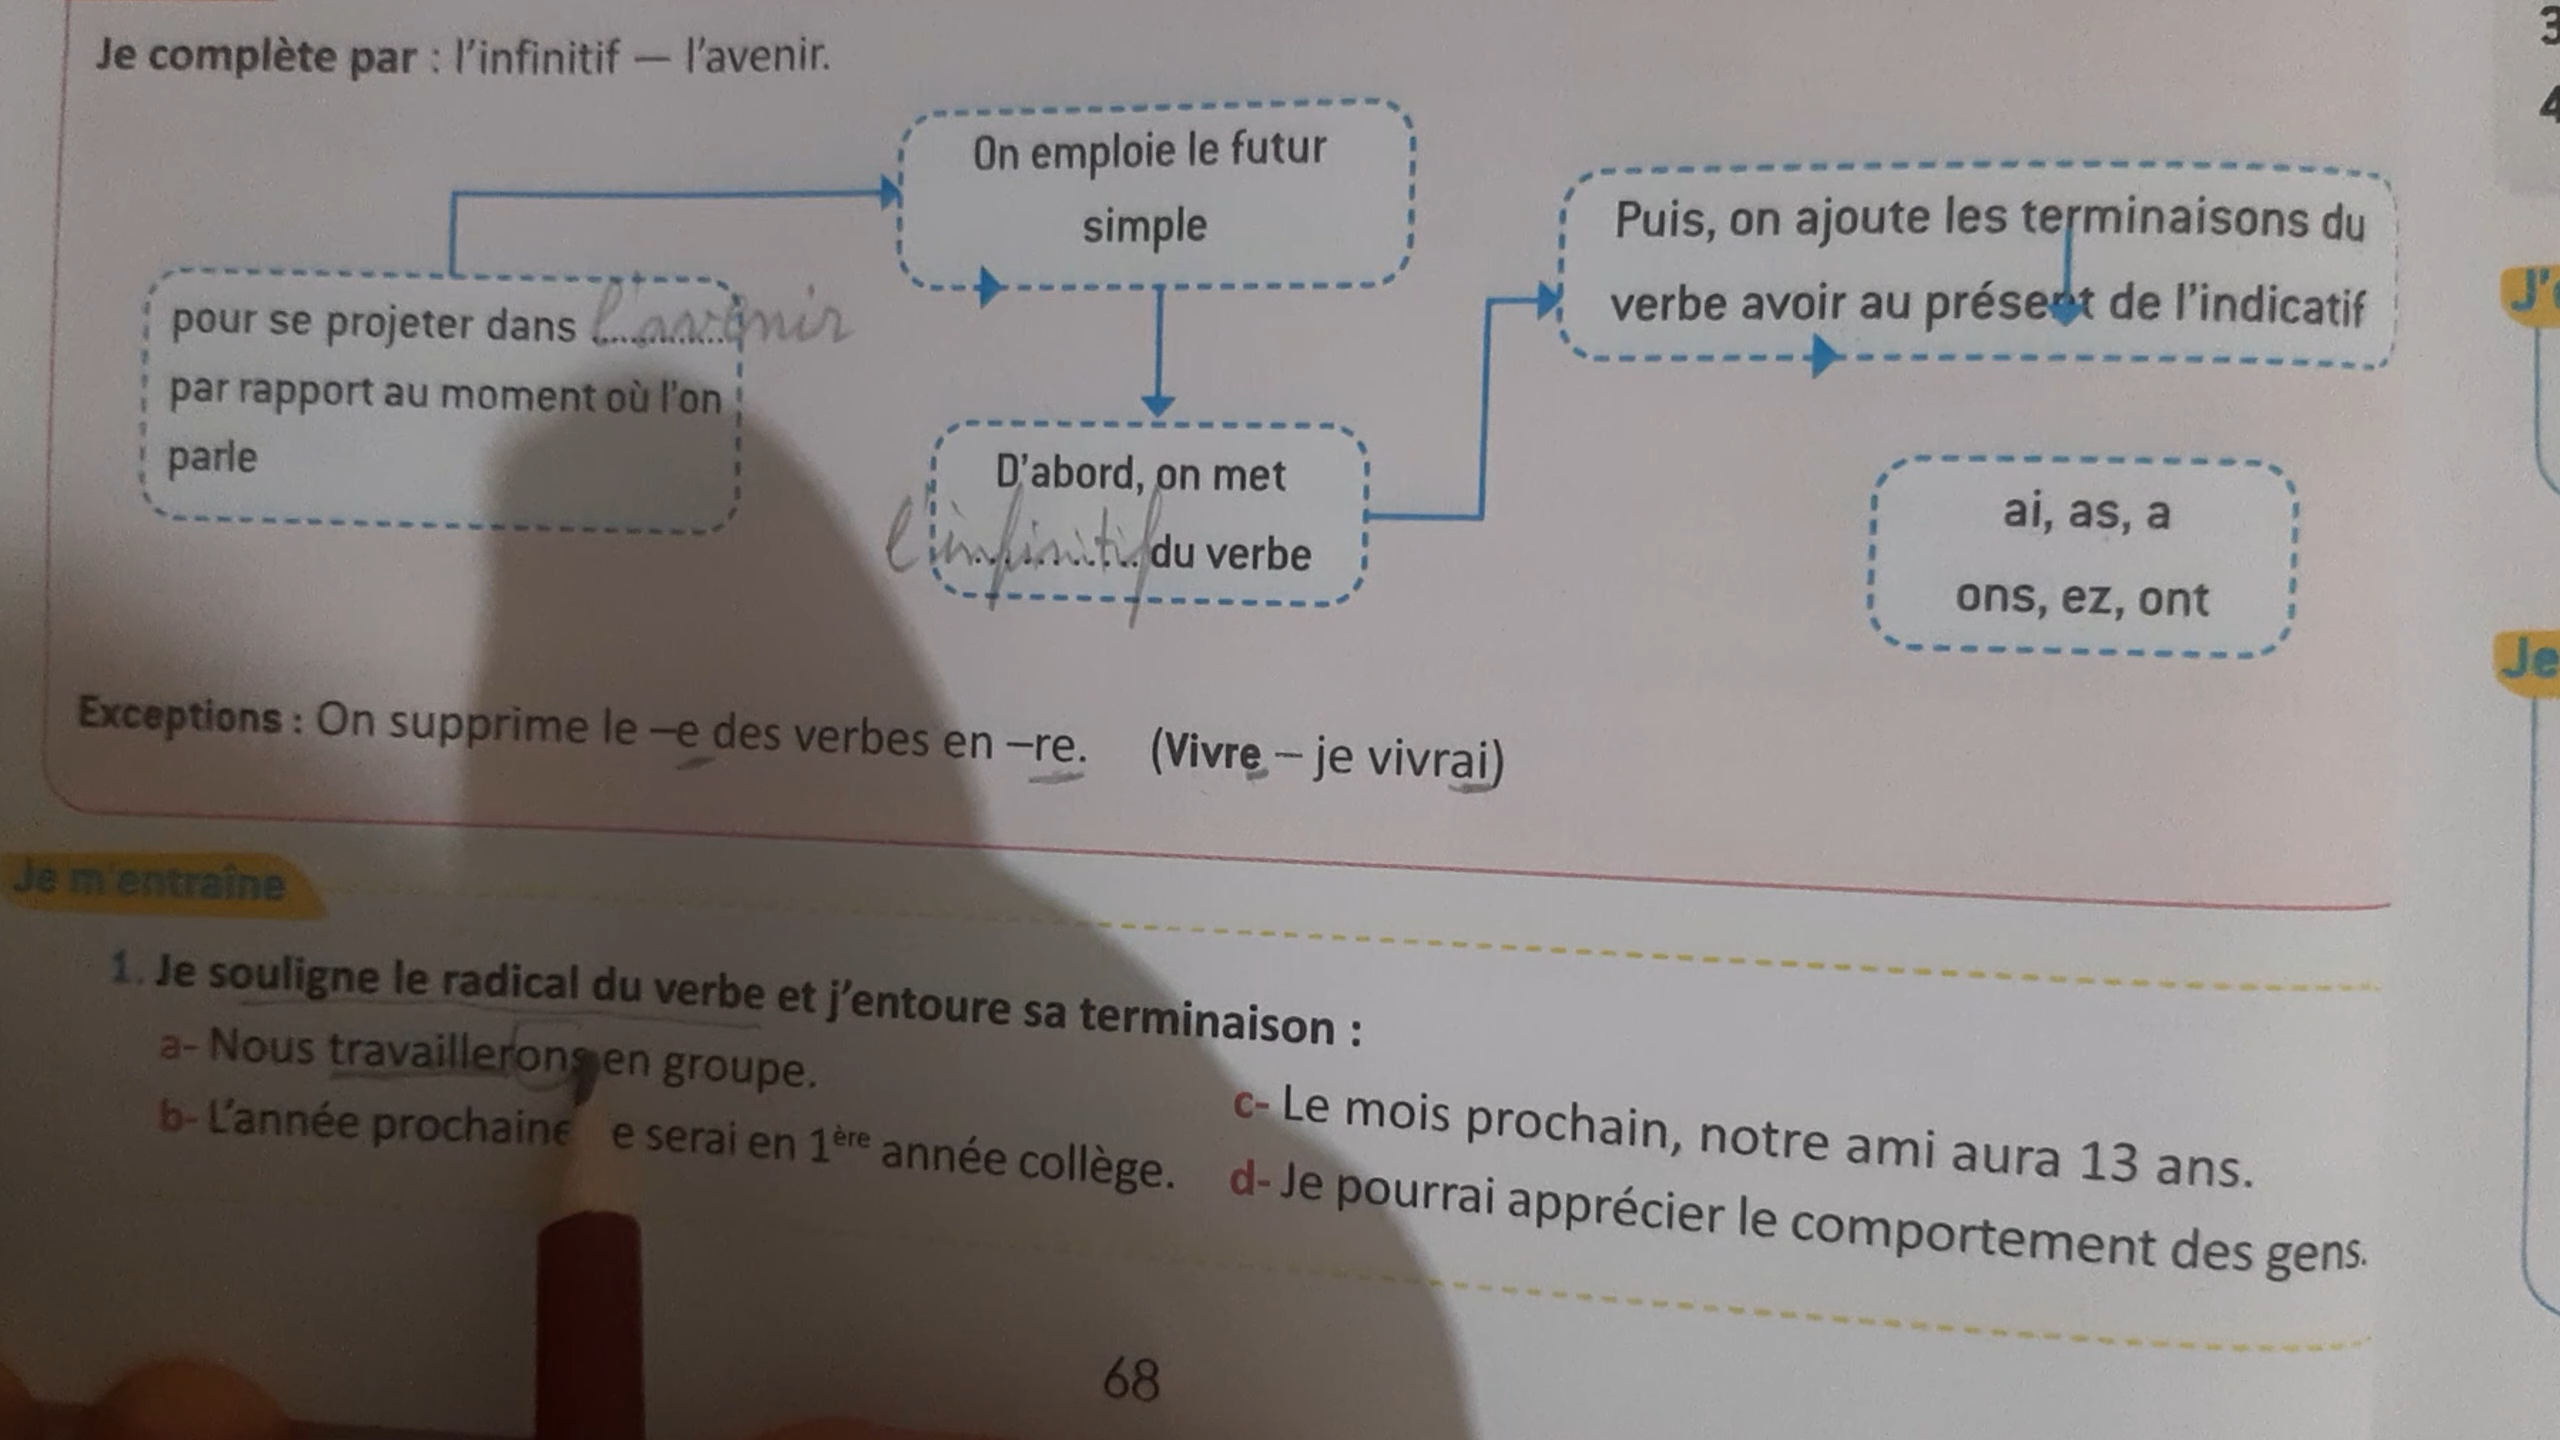 Je complète par : l'infinitif — l'avenir.
On emploie le futur
simple
pour se projeter dans l'avenir
par rapport au moment où l'on
parle
D'abord, on met
l'infinitif du verbe
Puis, on ajoute les terminaisons du
verbe avoir au présent de l'indicatif
ai, as, a
ons, ez, ont
Exceptions : On supprime le –e des verbes en –re. (Vivre – je vivrai)
Je m'entraîne
1. Je souligne le radical du verbe et j'entoure sa terminaison :
a- Nous travaillerons en groupe.
b- L'année prochaine e serai en 1ère année collège.
c- Le mois prochain, notre ami aura 13 ans.
d- Je pourrai apprécier le comportement des gens.
68
3
4
J'
Je